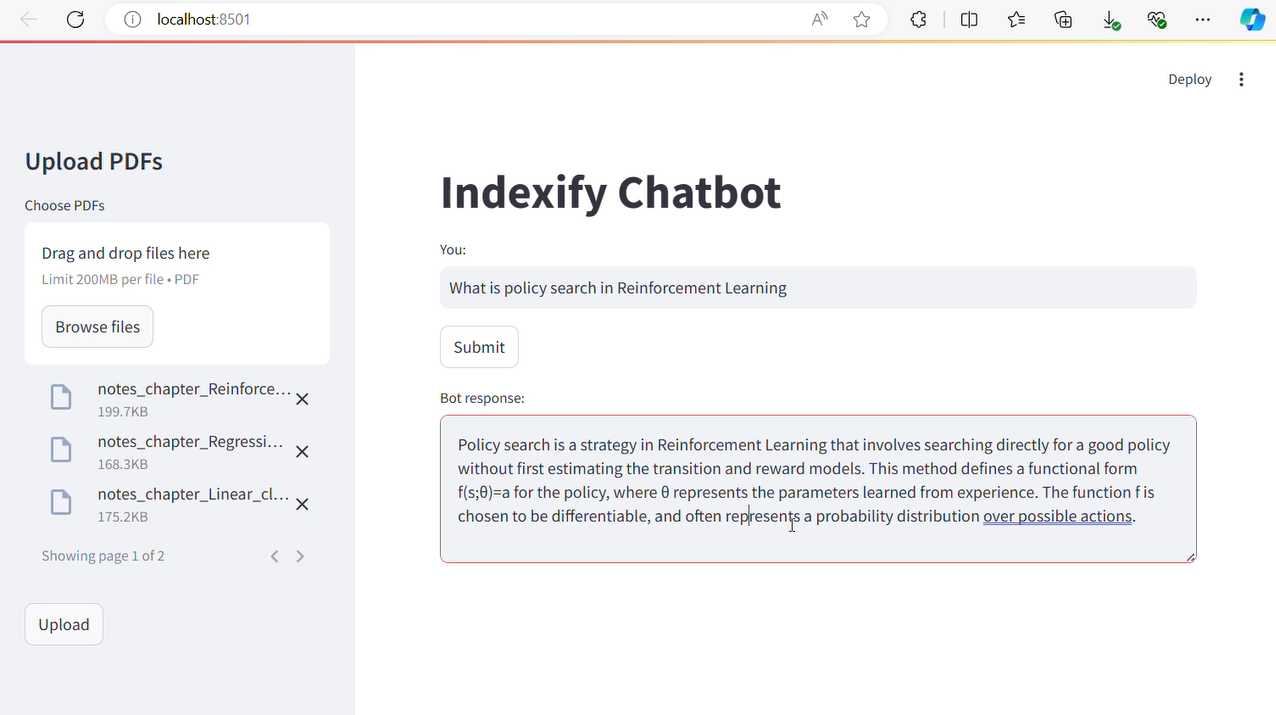 localhost:8501
Deploy
Upload PDFs
Choose PDFs
Drag and drop files here
Limit 200MB per file • PDF
Browse files
notes_chapter_Reinforce...
199.7KB
notes_chapter_Regressi...
168.3KB
notes_chapter_Linear_cl...
175.2KB
Showing page 1 of 2
Upload
Indexify Chatbot
You:
What is policy search in Reinforcement Learning
Submit
Bot response:
Policy search is a strategy in Reinforcement Learning that involves searching directly for a good policy
without first estimating the transition and reward models. This method defines a functional form
f(s;θ)=a for the policy, where θ represents the parameters learned from experience. The function f is
chosen to be differentiable, and often represents a probability distribution over possible actions.